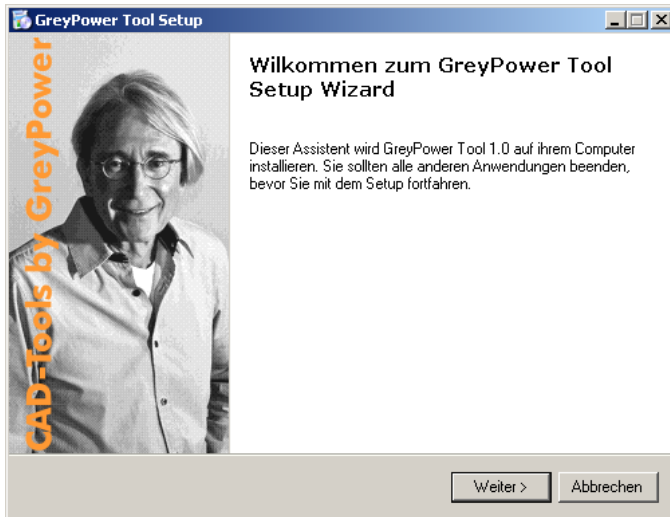 GreyPower Tool Setup
CAD-Tools by GreyPower
Wilkommen zum GreyPower Tool
Setup Wizard
Dieser Assistent wird GreyPower Tool 1.0 auf ihrem Computer
installieren. Sie sollten alle anderen Anwendungen beenden,
bevor Sie mit dem Setup fortfahren.
Weiter >
Abbrechen